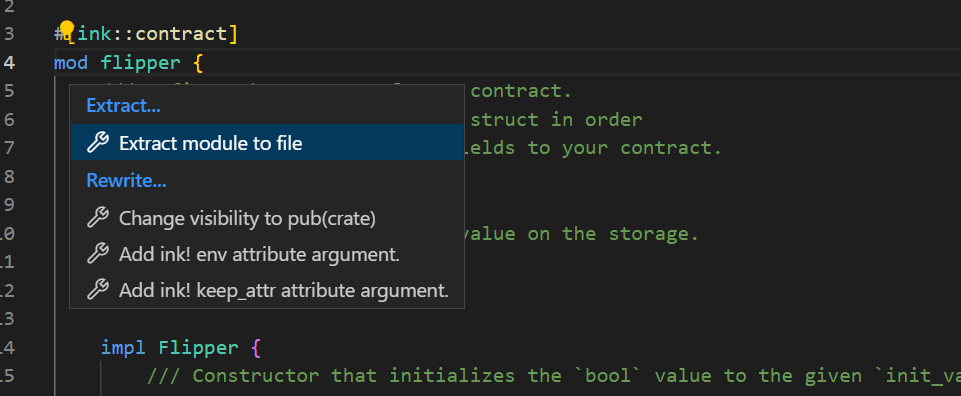 2
3 #[ink::contract]
4 mod flipper {
5 contract.
Extract...
6 struct in order
7 Extract module to file ields to your contract.
8 Rewrite...
9 Change visibility to pub(crate)
10 value on the storage.
11 Add ink! env attribute argument.
12 Add ink! keep_attr attribute argument.
13
14 impl Flipper {
15 /// Constructor that initializes the `bool` value to the given `init_va